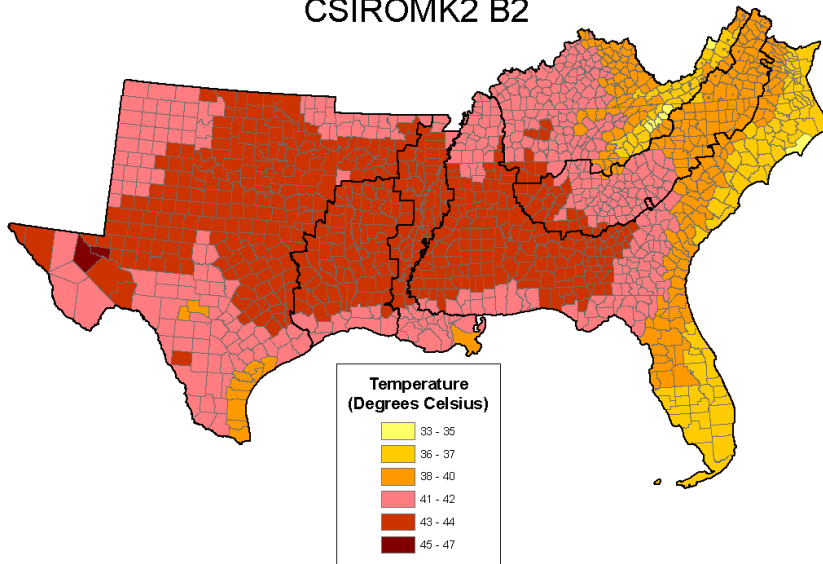 CSIROMK2 B2
Temperature
(Degrees Celsius)
33 - 35
36 - 37
38 - 40
41 - 42
43 - 44
45 - 47